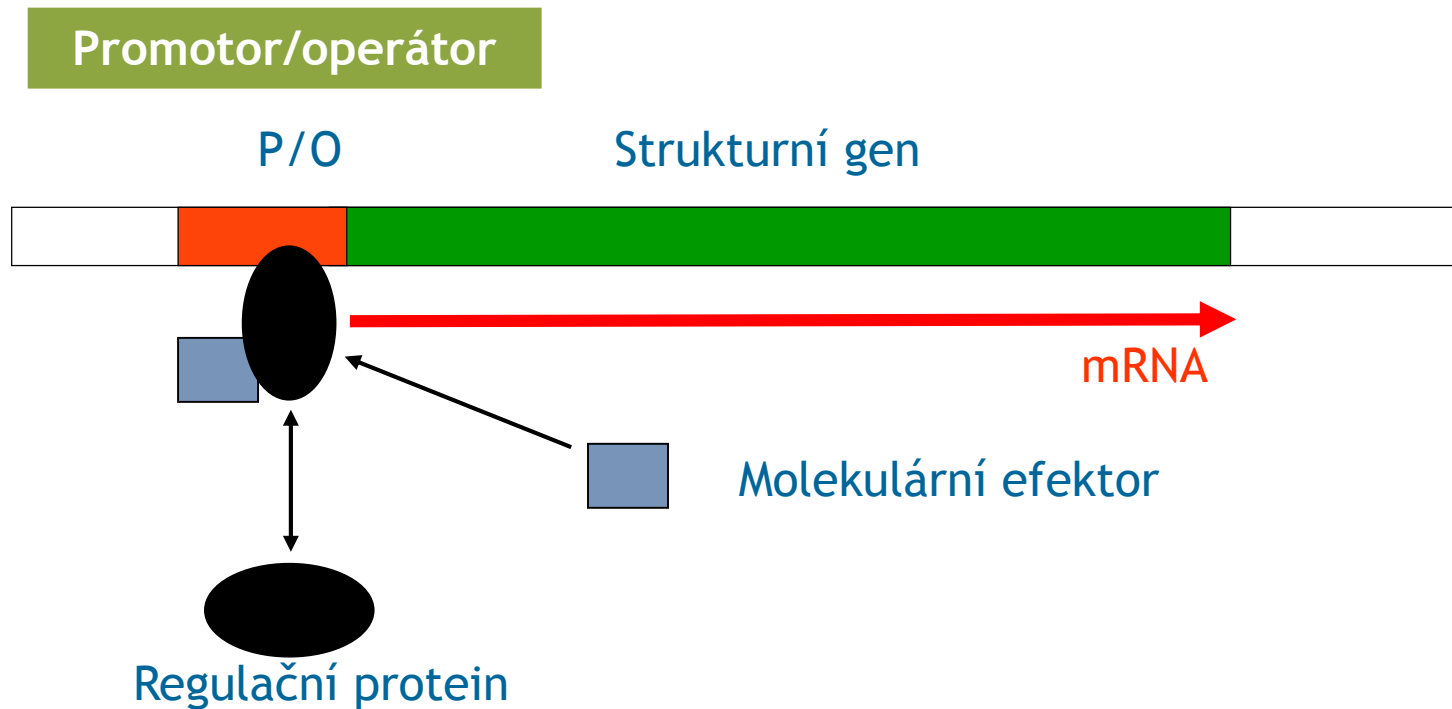 Promotor/operátor
P/O
Strukturní gen
mRNA
Molekulární efektor
Regulační protein